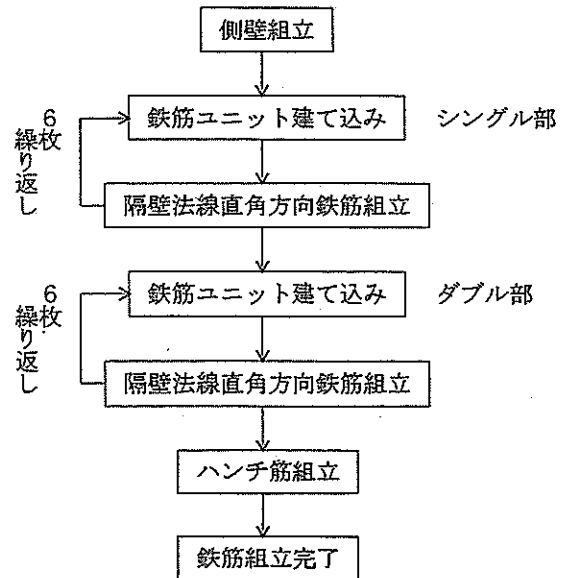 側壁組立
鉄筋ユニット建て込み
シングル部
6枚
繰り返し
隔壁法線直角方向鉄筋組立
鉄筋ユニット建て込み
ダブル部
6枚
繰り返し
隔壁法線直角方向鉄筋組立
ハンチ筋組立
鉄筋組立完了